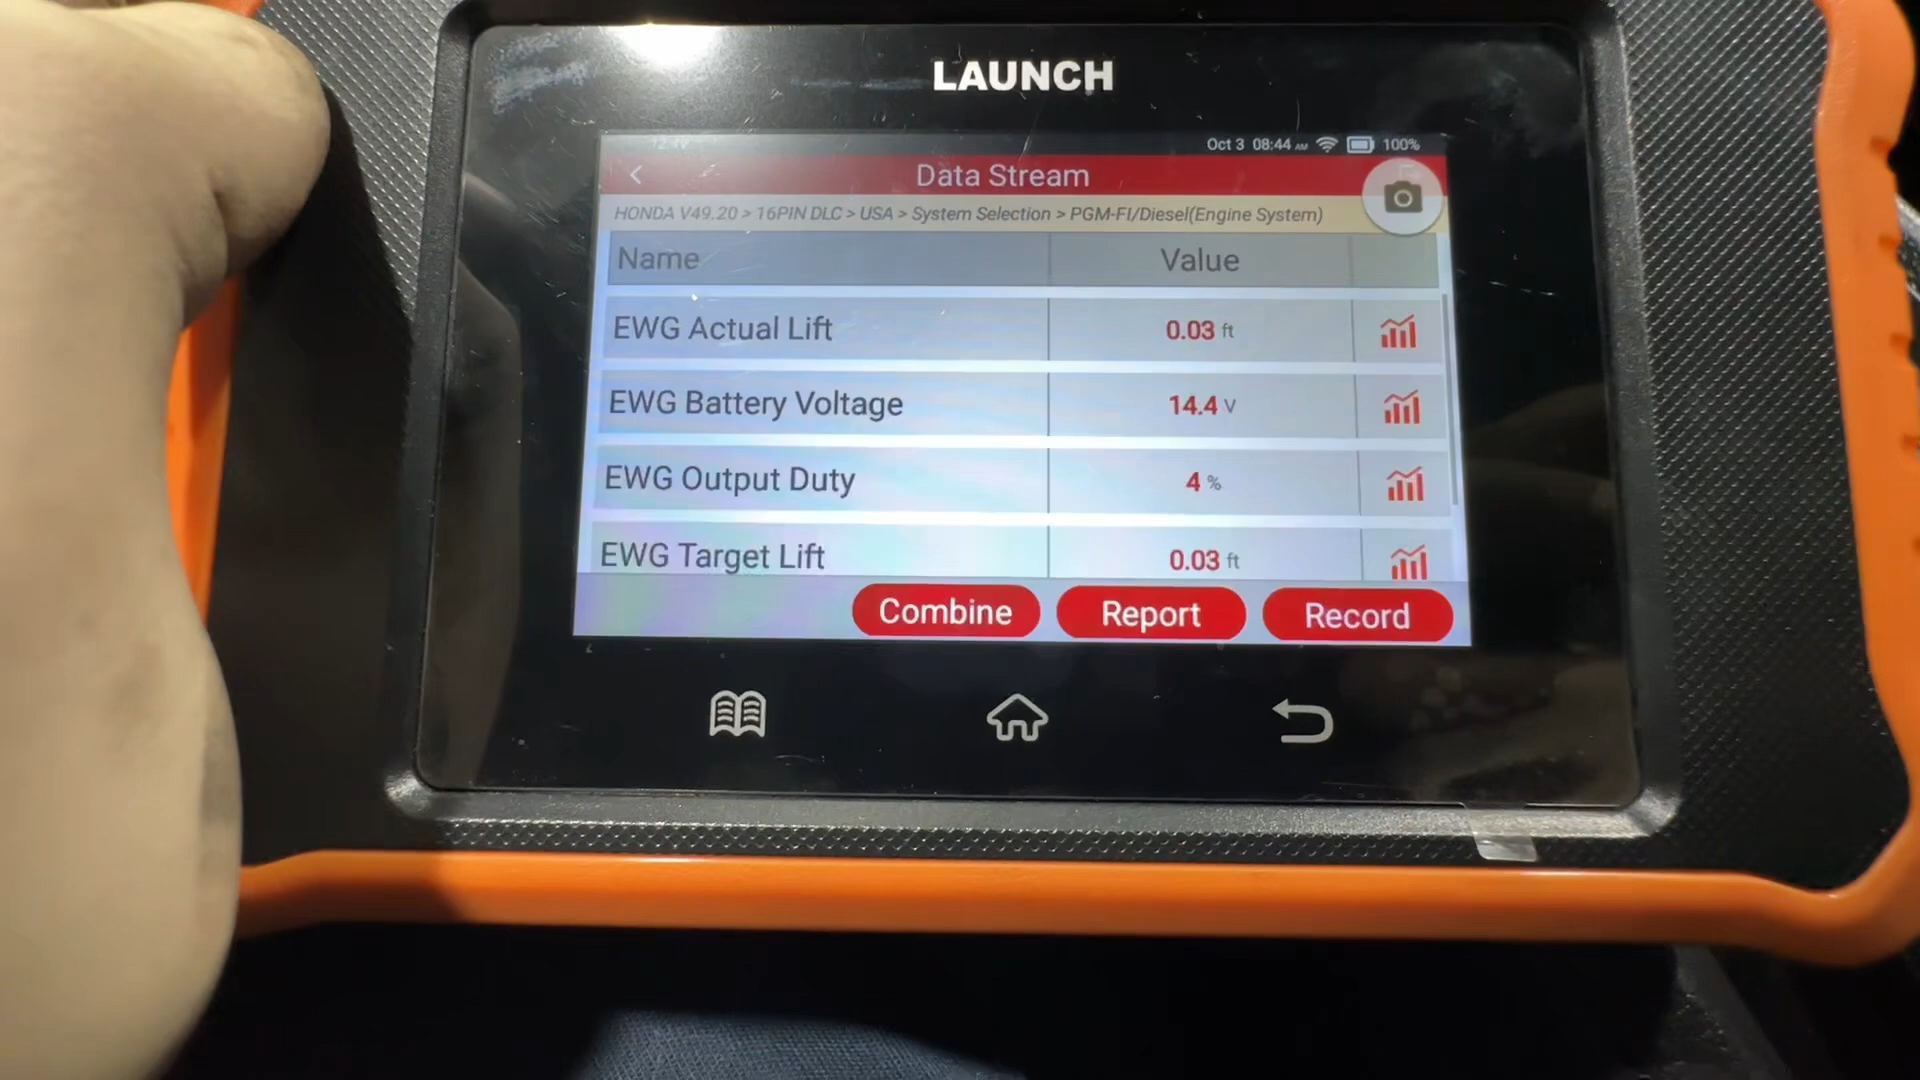 LAUNCH
Oct 3 08:44 AM 100%
Data Stream
HONDA V49.20 > 16PIN DLC > USA > System Selection > PGM-FI/Diesel(Engine System)
Name Value
EWG Actual Lift 0.03 ft
EWG Battery Voltage 14.4 V
EWG Output Duty 4 %
EWG Target Lift 0.03 ft
Combine Report Record